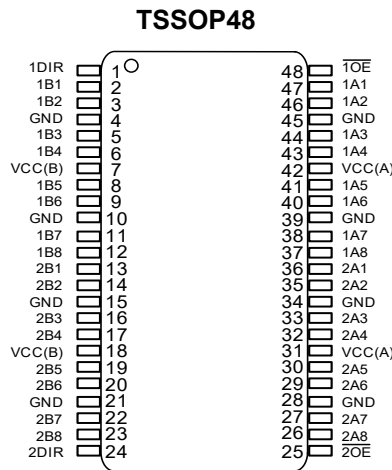 TSSOP48
1DIR 1 48 1OE
1B1 2 47 1A1
1B2 3 46 1A2
GND 4 45 GND
1B3 5 44 1A3
1B4 6 43 1A4
VCC(B) 7 42 VCC(A)
1B5 8 41 1A5
1B6 9 40 1A6
GND 10 39 GND
1B7 11 38 1A7
1B8 12 37 1A8
2B1 13 36 2A1
2B2 14 35 2A2
GND 15 34 GND
2B3 16 33 2A3
2B4 17 32 2A4
VCC(B) 18 31 VCC(A)
2B5 19 30 2A5
2B6 20 29 2A6
GND 21 28 GND
2B7 22 27 2A7
2B8 23 26 2A8
2DIR 24 25 2OE